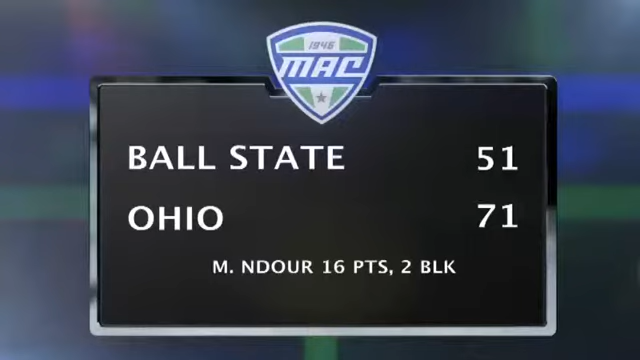 1946
MAC
BALL STATE 51
OHIO 71
M. NDOUR 16 PTS, 2 BLK